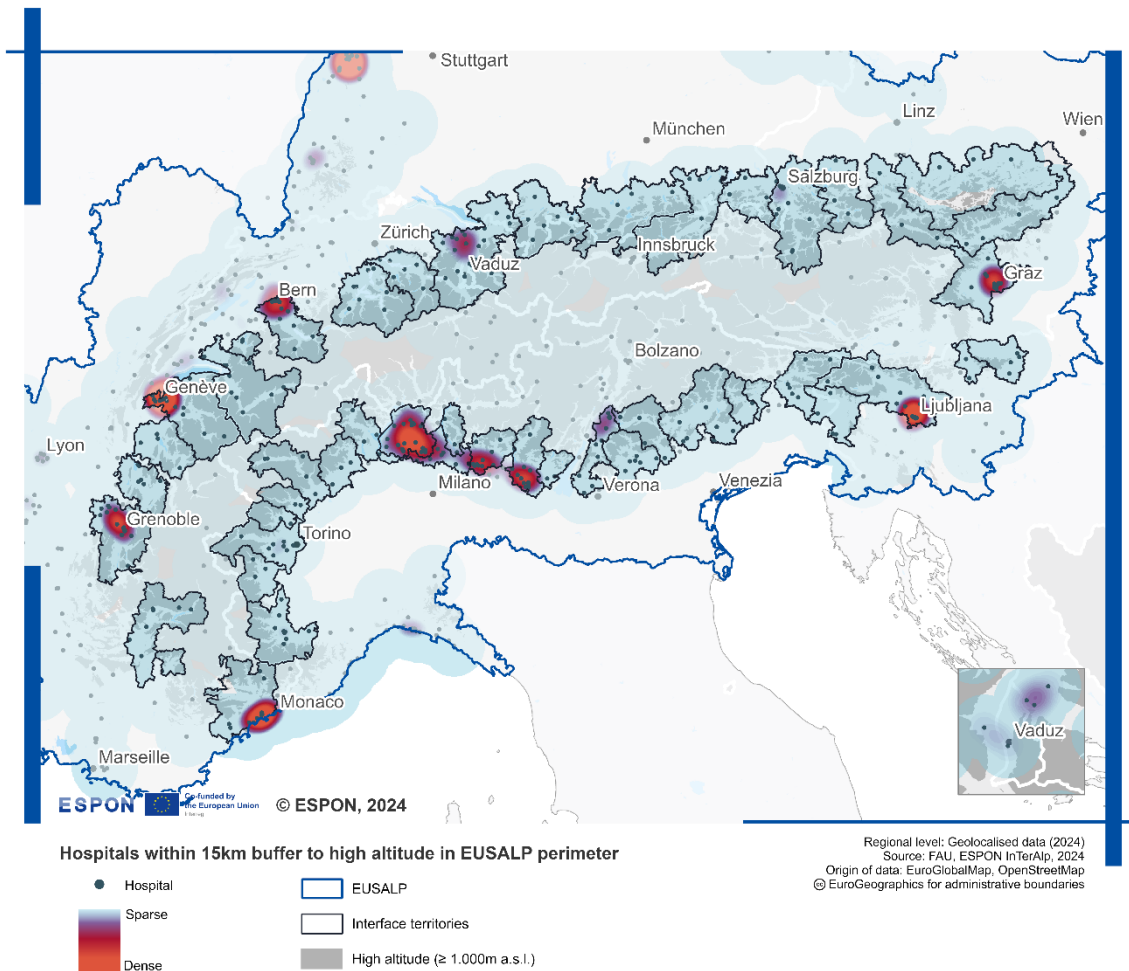 Stuttgart
Linz
Wien
München
Salzburg
Zürich
Innsbruck
Vaduz
Graz
Bern
Bolzano
Genève
Ljubljana
Lyon
Milano
Verona
Venezia
Grenoble
Torino
Monaco
Vaduz
Marseille
ESPON
Co-funded by
the European Union
Interreg
© ESPON, 2024
Hospitals within 15km buffer to high altitude in EUSALP perimeter
Hospital
Sparse
Dense
EUSALP
Interface territories
High altitude (≥ 1.000m a.s.l.)
Regional level: Geolocalised data (2024)
Source: FAU, ESPON InTerAlp, 2024
Origin of data: EuroGlobalMap, OpenStreetMap
㏄ EuroGeographics for administrative boundaries